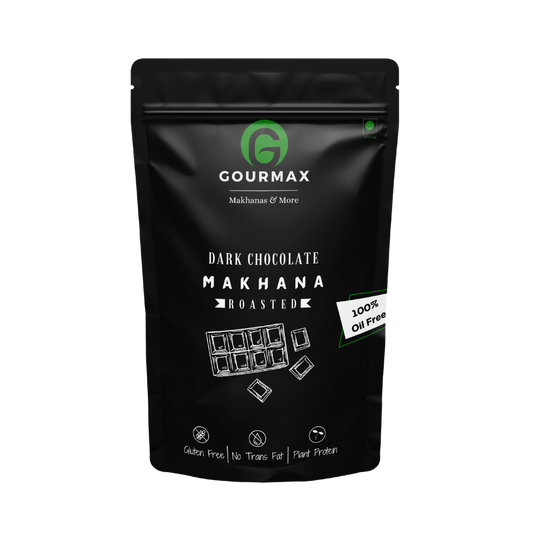 GOURMAX
Makhanas & More
DARK CHOCOLATE
MAKHANA
ROASTED
100%
Oil Free
Gluten Free | No Trans Fat | Plant Protein